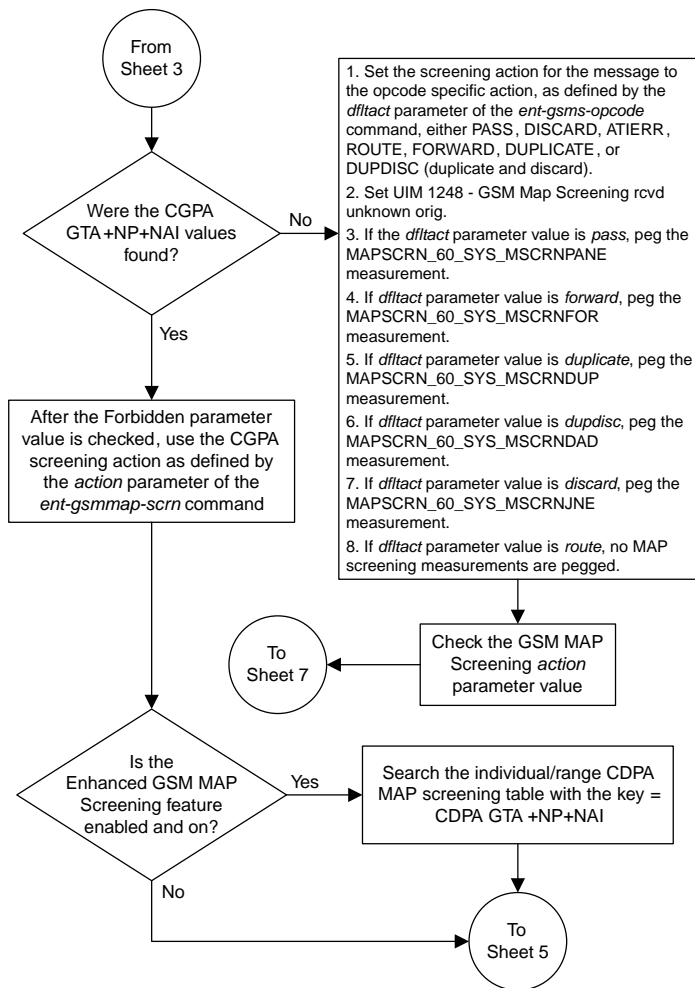 From
Sheet 3
1. Set the screening action for the message to
the opcode specific action, as defined by the
dfltact parameter of the ent-gsms-opcode
command, either PASS, DISCARD, ATIERR,
ROUTE, FORWARD, DUPLICATE, or
DUPDISC (duplicate and discard).
2. Set UIM 1248 - GSM Map Screening rcvd
unknown orig.
3. If the dfltact parameter value is pass, peg the
MAPSCRN_60_SYS_MSCRNPANE
measurement.
4. If dfltact parameter value is forward, peg the
MAPSCRN_60_SYS_MSCRNFOR
measurement.
5. If dfltact parameter value is duplicate, peg the
MAPSCRN_60_SYS_MSCRNDUP
measurement.
6. If dfltact parameter value is dupdisc, peg the
MAPSCRN_60_SYS_MSCRNDAD
measurement.
7. If dfltact parameter value is discard, peg the
MAPSCRN_60_SYS_MSCRNJNE
measurement.
8. If dfltact parameter value is route, no MAP
screening measurements are pegged.
Were the CGPA
GTA+NP+NAI values
found?
No
Yes
After the Forbidden parameter
value is checked, use the CGPA
screening action as defined by
the action parameter of the
ent-gsmmap-scrn command
To
Sheet 7
Check the GSM MAP
Screening action
parameter value
Is the
Enhanced GSM MAP
Screening feature
enabled and on?
Yes
Search the individual/range CDPA
MAP screening table with the key =
CDPA GTA +NP+NAI
No
To
Sheet 5